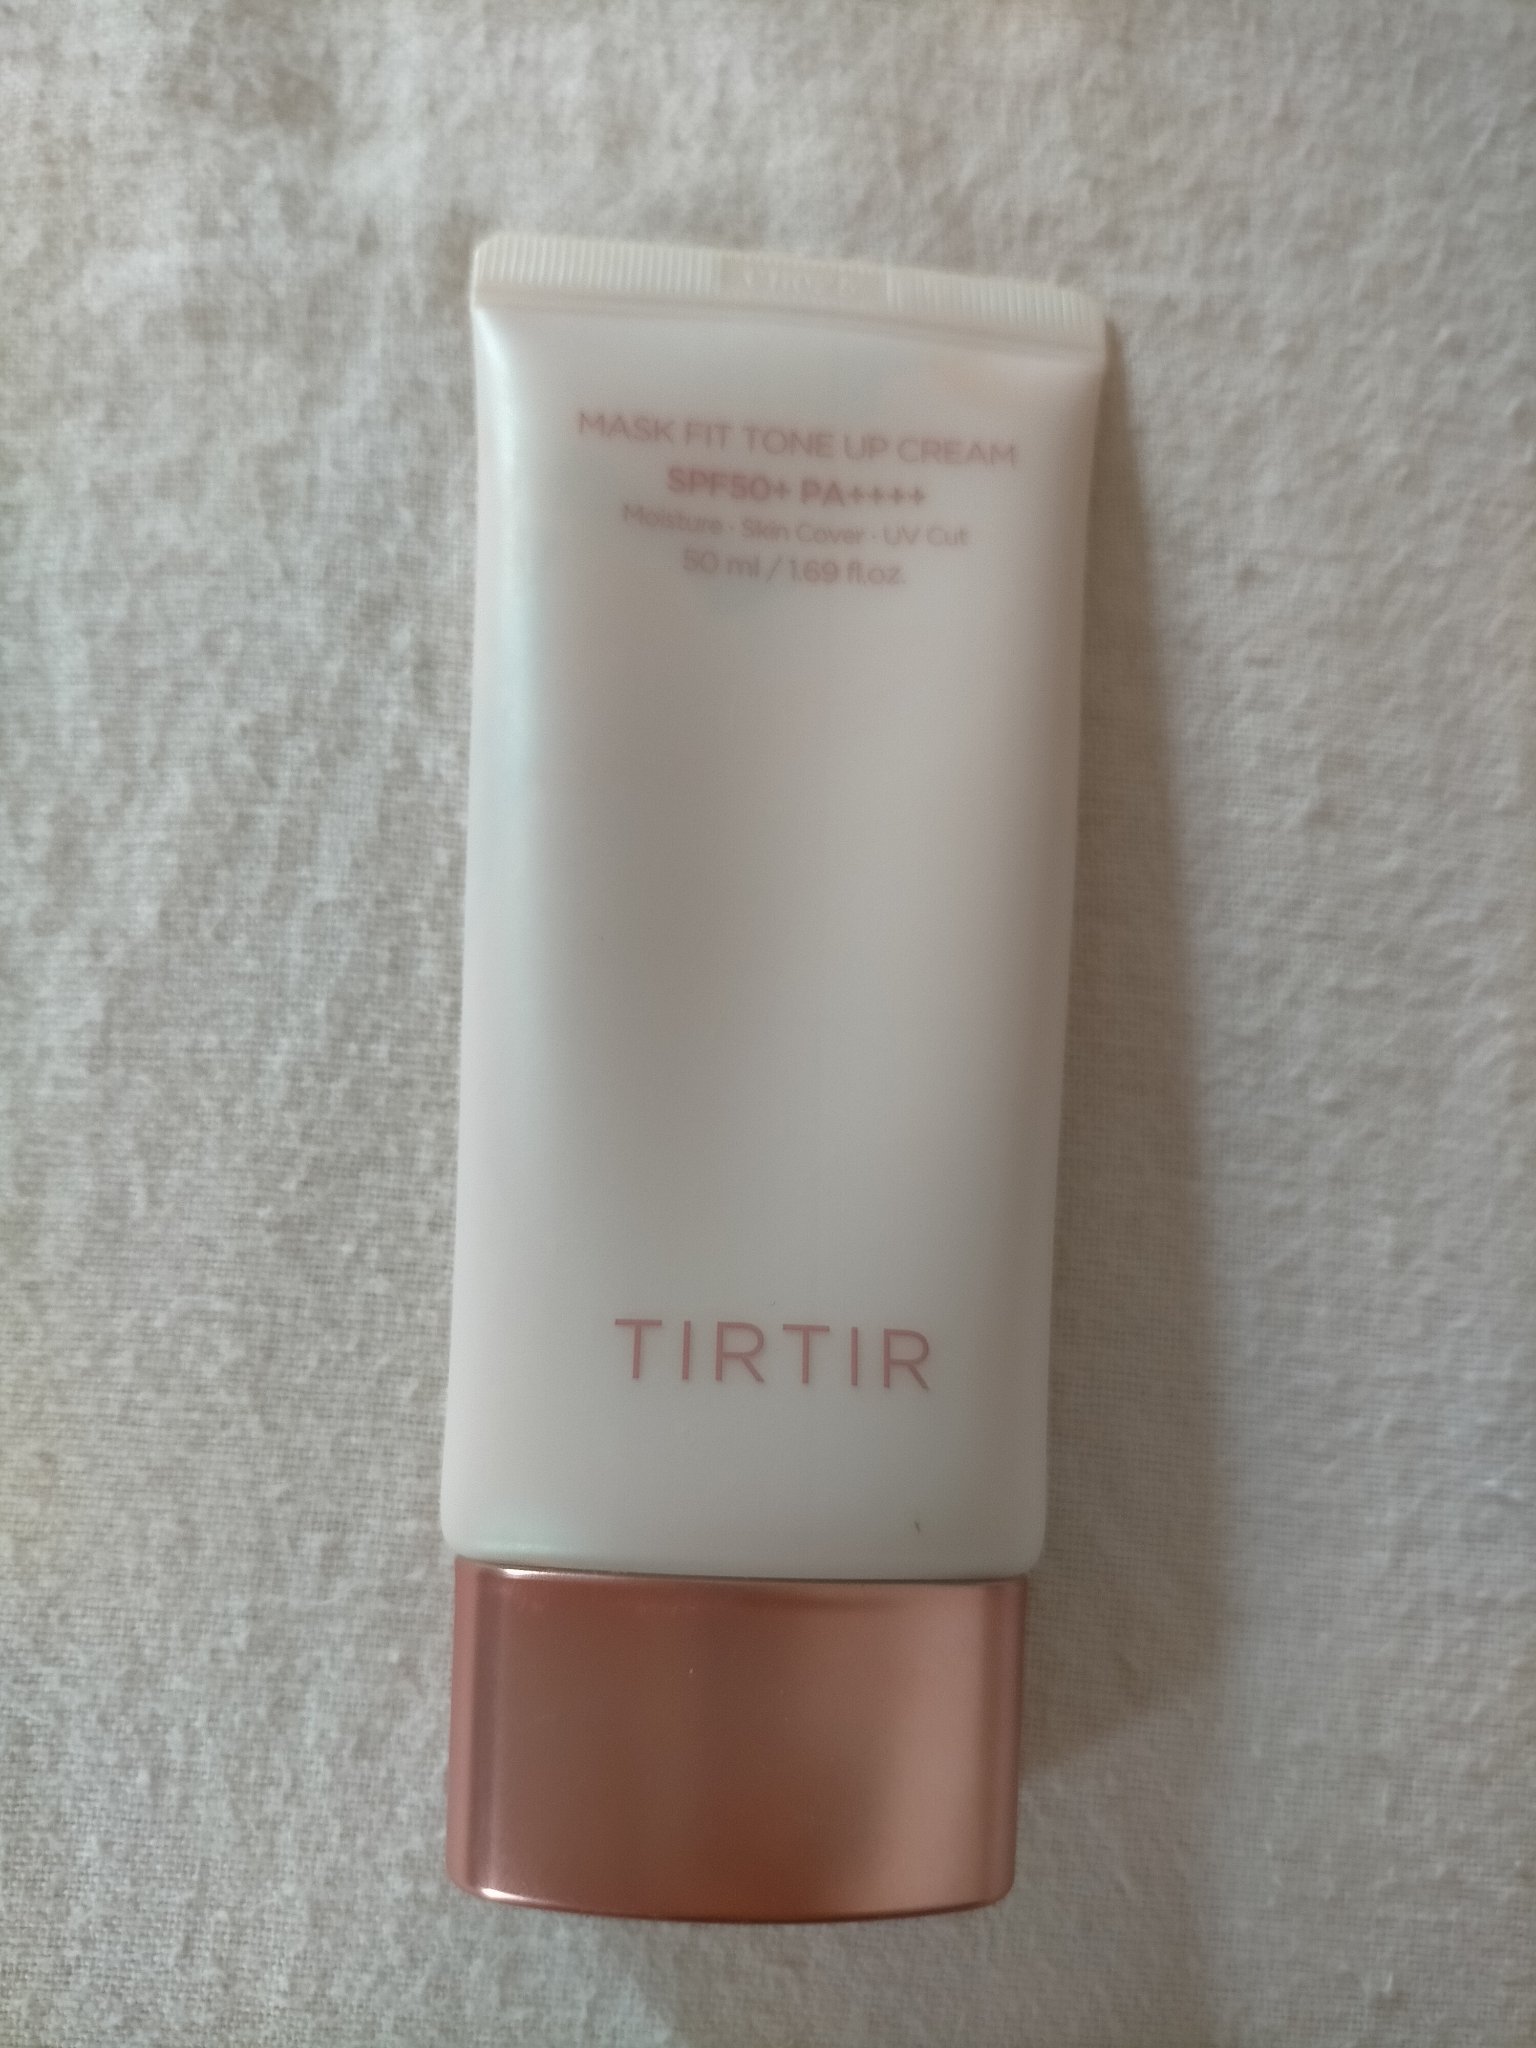 MASK FIT TONE UP CREAM
SPF50+ PA++++
Moisture · Skin Cover · UV Cut
50 ml / 1.69 fl.oz.
TIRTIR